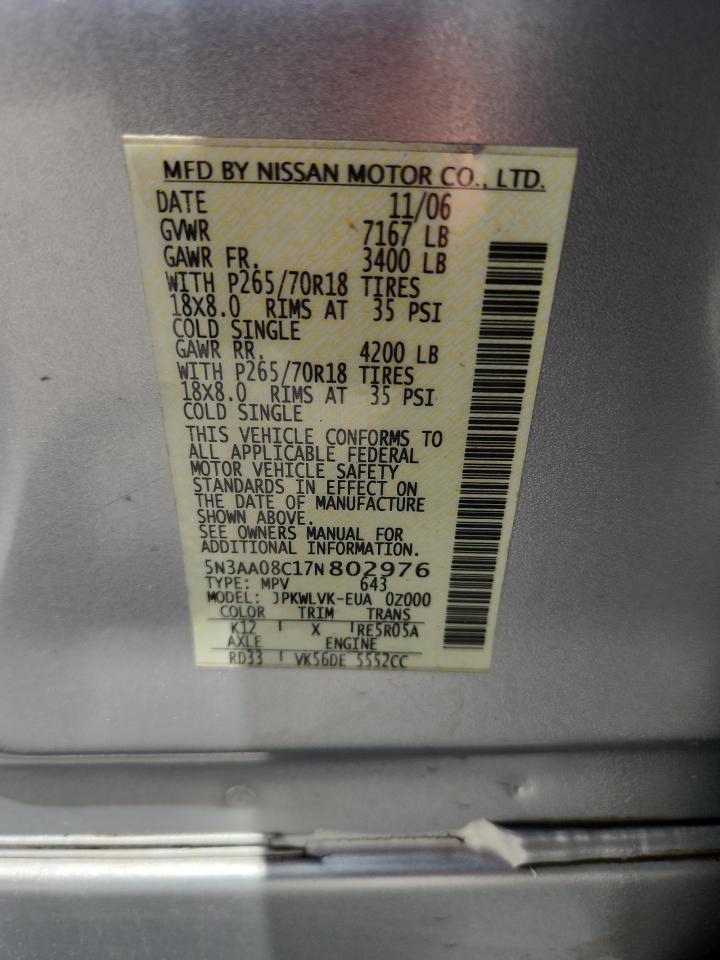 MFD BY NISSAN MOTOR CO., LTD.
DATE 11/06
GVWR 7167 LB
GAWR FR. 3400 LB
WITH P265/70R18 TIRES
18X8.0 RIMS AT 35 PSI
COLD SINGLE
GAWR RR. 4200 LB
WITH P265/70R18 TIRES
18X8.0 RIMS AT 35 PSI
COLD SINGLE
THIS VEHICLE CONFORMS TO
ALL APPLICABLE FEDERAL
MOTOR VEHICLE SAFETY
STANDARDS IN EFFECT ON
THE DATE OF MANUFACTURE
SHOWN ABOVE.
SEE OWNERS MANUAL FOR
ADDITIONAL INFORMATION.
5N3AA08C17N802976
TYPE: MPV 643
MODEL: JPKWLVK-EUA 0Z000
COLOR TRIM TRANS
K12 X RE5R05A
AXLE ENGINE
RD33 VK56DE 5552CC